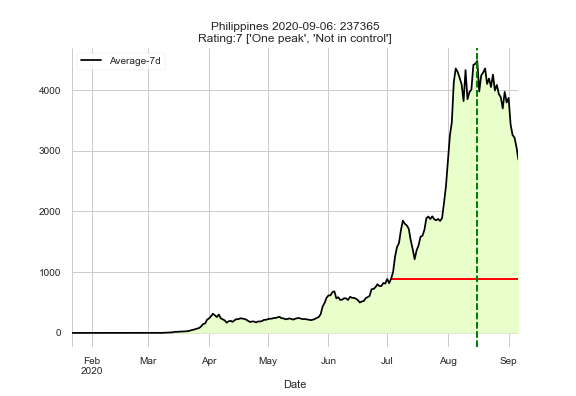 Philippines 2020-09-06: 237365
Rating:7 ['One peak', 'Not in control']
Average-7d
4000
3000
2000
1000
0
Feb Mar Apr May Jun Jul Aug Sep
2020
Date